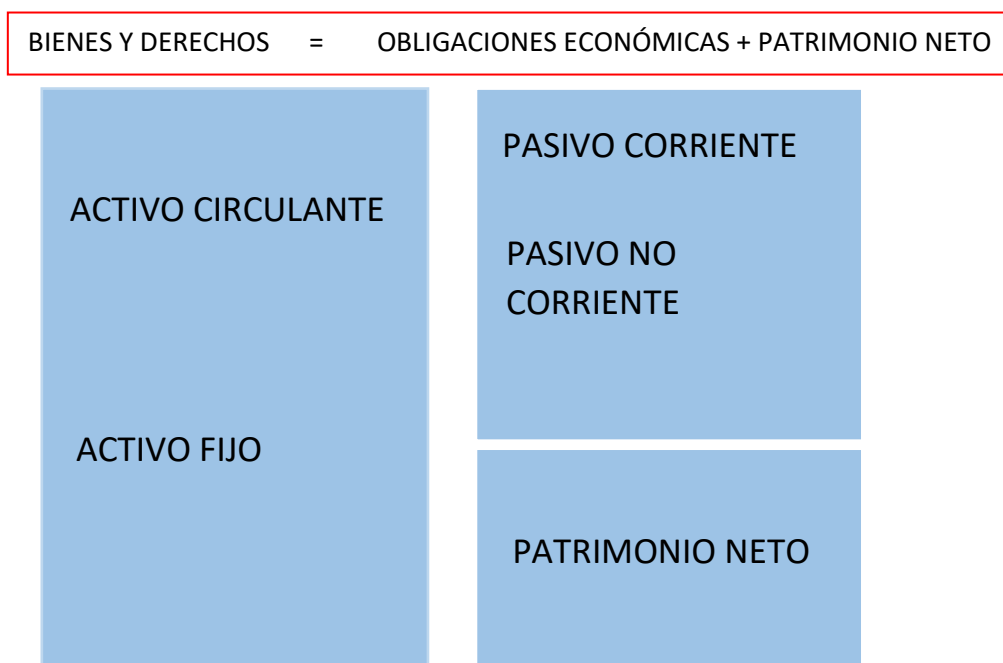 BIENES Y DERECHOS = OBLIGACIONES ECONÓMICAS + PATRIMONIO NETO
ACTIVO CIRCULANTE
ACTIVO FIJO
PASIVO CORRIENTE
PASIVO NO
CORRIENTE
PATRIMONIO NETO